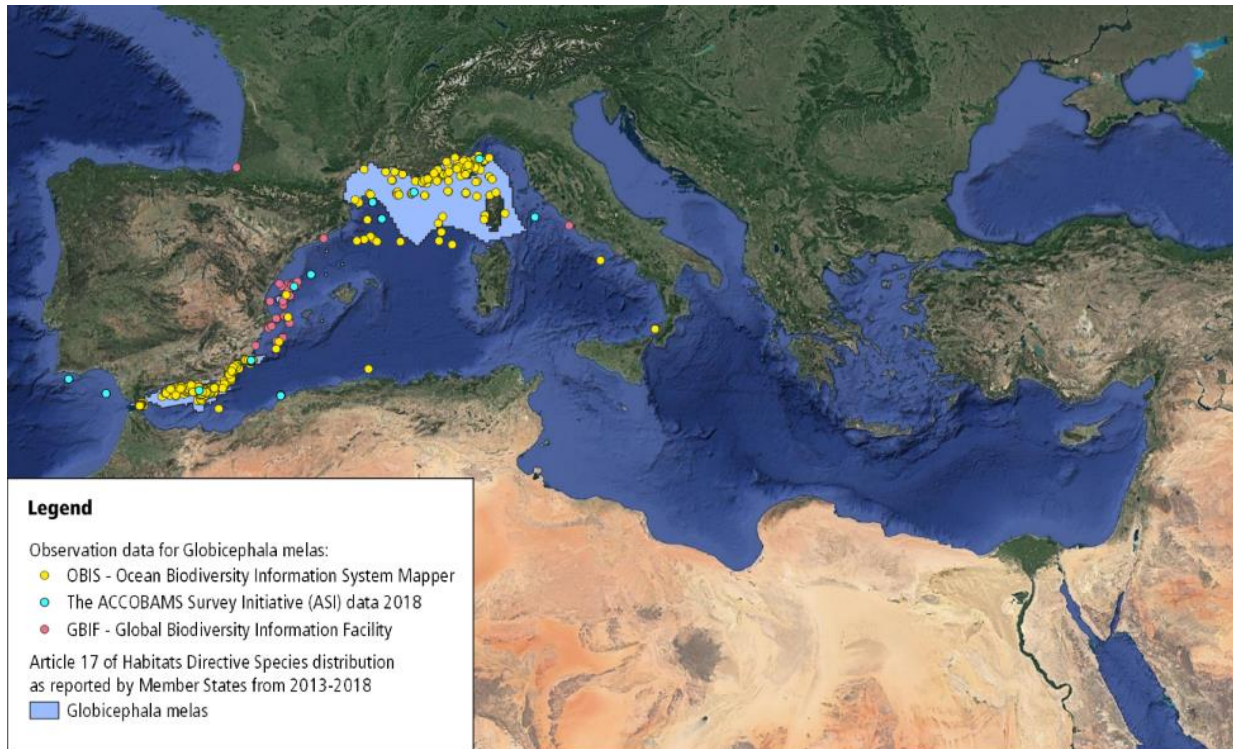 Legend
Observation data for Globicephala melas:
OBIS - Ocean Biodiversity Information System Mapper
The ACCOBAMS Survey Initiative (ASI) data 2018
GBIF - Global Biodiversity Information Facility
Article 17 of Habitats Directive Species distribution
as reported by Member States from 2013-2018
Globicephala melas